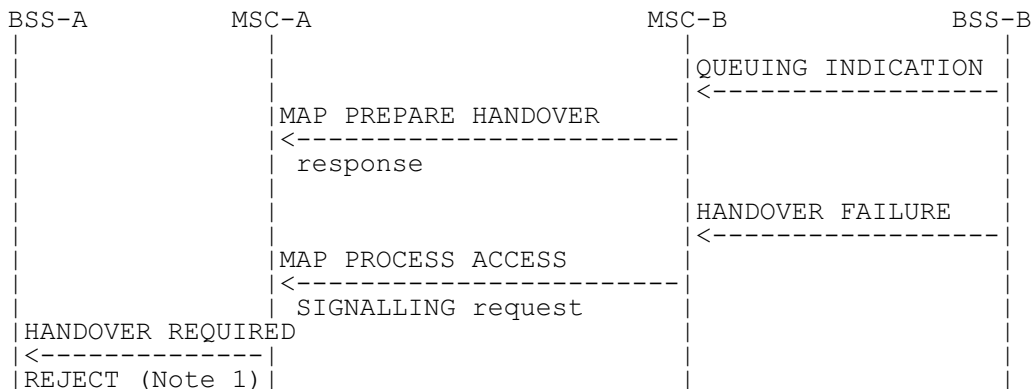 BSS-A MSC-A MSC-B BSS-B
QUEUING INDICATION
MAP PREPARE HANDOVER
response
HANDOVER FAILURE
MAP PROCESS ACCESS
SIGNALLING request
HANDOVER REQUIRED
REJECT (Note 1)